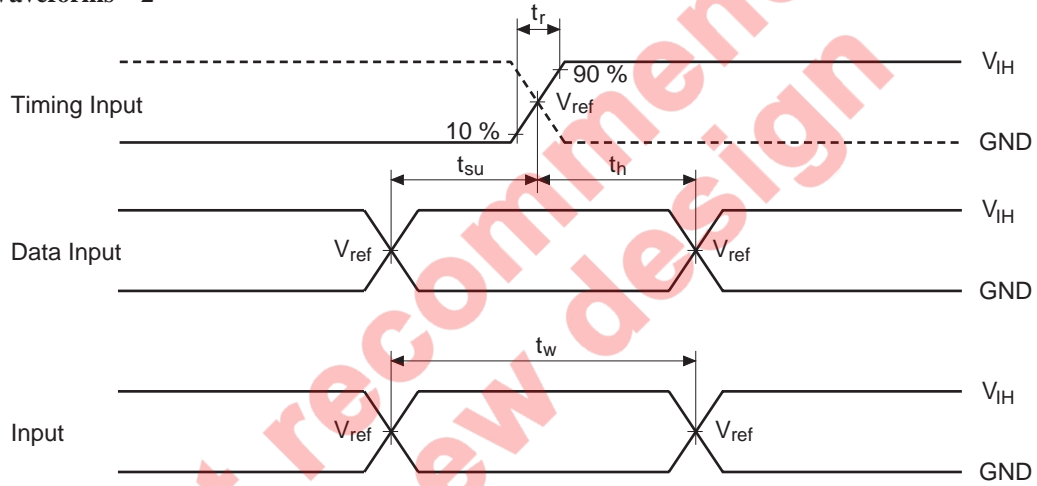 Waveforms – 2
tr
VIH
90 %
Timing Input
Vref
10 %
GND
tsu
th
VIH
Data Input
Vref
Vref
GND
tw
VIH
Input
Vref
Vref
GND
recommen
ew design